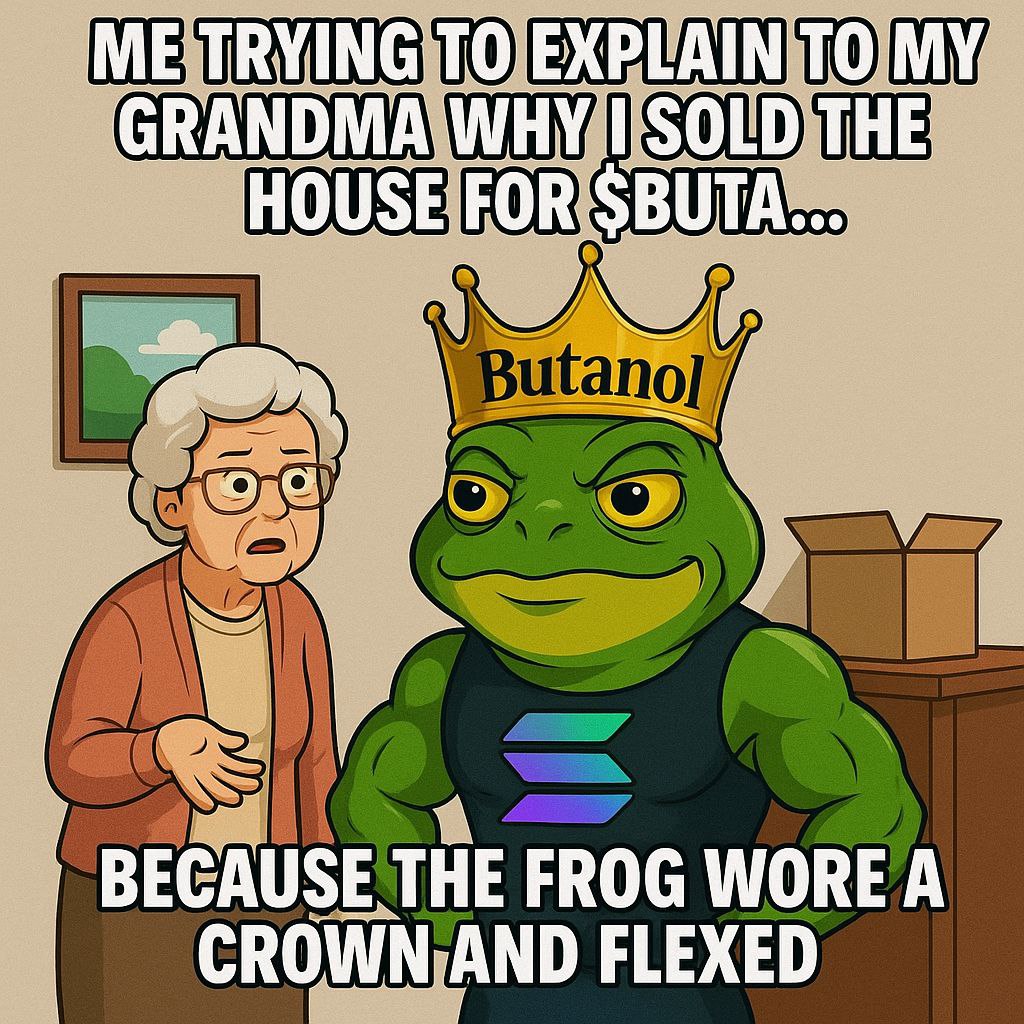 ME TRYING TO EXPLAIN TO MY
GRANDMA WHY I SOLD THE
HOUSE FOR $BUTA...
Butanol
BECAUSE THE FROG WORE A
CROWN AND FLEXED